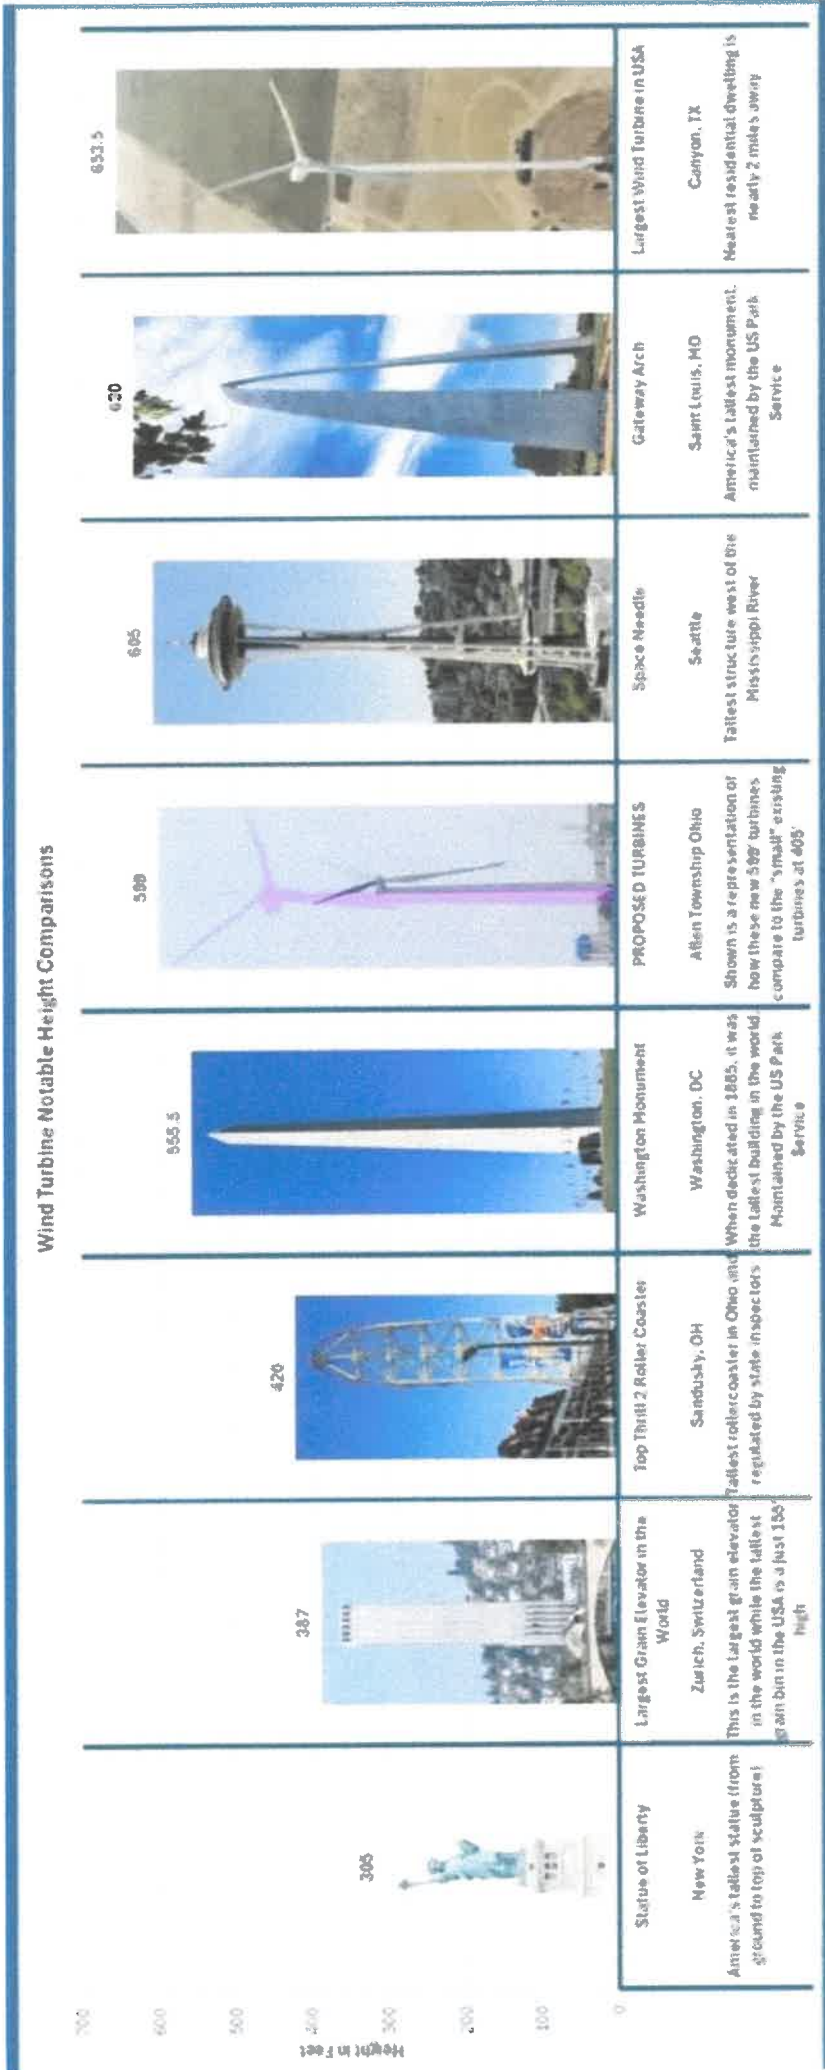 Wind Turbine Notable Height Comparisons
Height in Feet
700
600
500
400
300
200
100
0
305
Statue of Liberty
New York
America's tallest statue (from
ground to top of sculpture)
387
Largest Grain Elevator in the
World
Zurich, Switzerland
This is the largest grain elevator
in the world while the tallest
grain bin in the USA is a just 155'
high
420
Top Thrill 2 Roller Coaster
Sandusky, OH
Tallest rollercoaster in Ohio and
regulated by state inspectors
555.5
Washington Monument
Washington, DC
When dedicated in 1885, it was
the tallest building in the world.
Maintained by the US Park
Service
PROPOSED TURBINES
Allen Township Ohio
Shown is a representation of
how these new turbines
compare to the "small" existing
turbines at 405'
605
Space Needle
Seattle
Tallest structure west of the
Mississippi River
Gateway Arch
Saint Louis, MO
America's tallest monument.
maintained by the US Park
Service
653.5
Largest Wind Turbine in USA
Canyon, TX
Nearest residential dwelling is
nearly 2 miles away